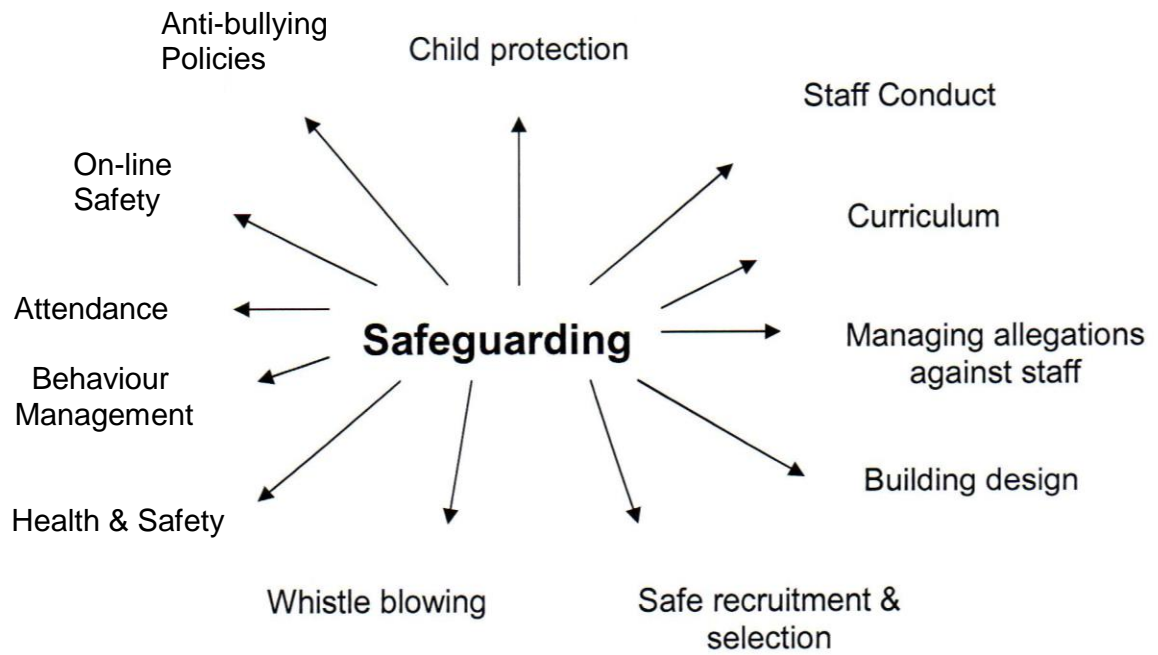 Anti-bullying
Policies
Child protection
Staff Conduct
On-line
Safety
Curriculum
Attendance
Safeguarding
Managing allegations
against staff
Behaviour
Management
Building design
Health & Safety
Whistle blowing
Safe recruitment &
selection